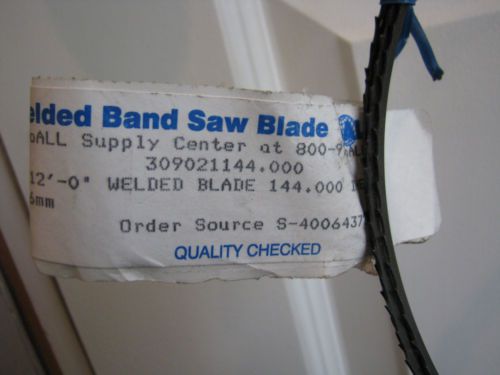 elded Band Saw Blade
oALL Supply Center at 800-9
309021144.000
12'-0" WELDED BLADE 144.000
6mm
Order Source S-4006437
QUALITY CHECKED